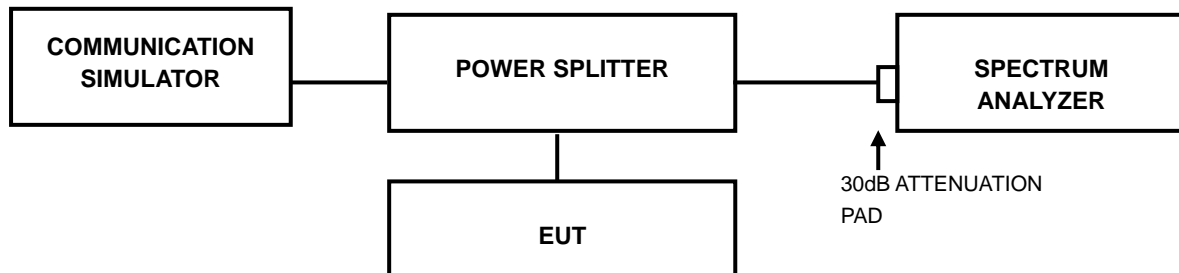 COMMUNICATION
SIMULATOR
POWER SPLITTER
SPECTRUM
ANALYZER
30dB ATTENUATION
PAD
EUT